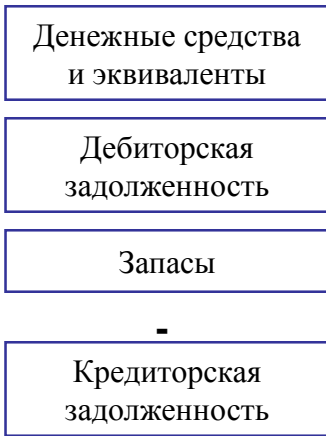 Денежные средства
и эквиваленты
Дебиторская
задолженность
Запасы
-
Кредиторская
задолженность